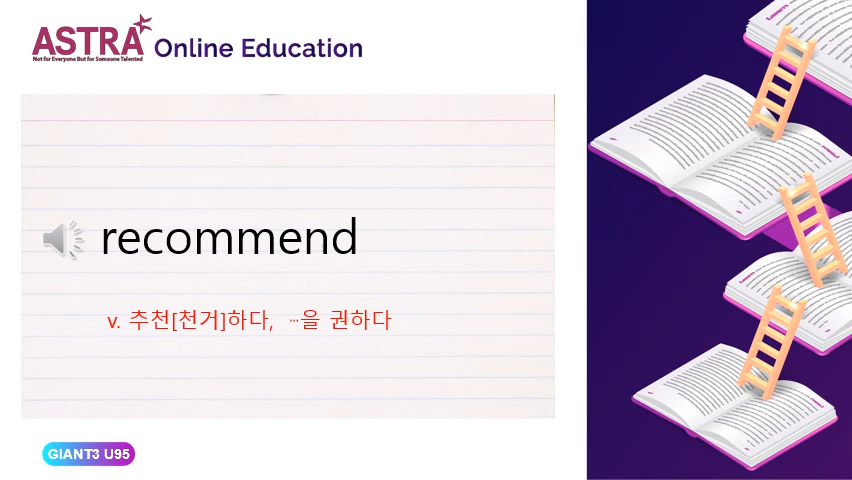 ASTRA Online Education
Not for Everyone But for Someone Talented
recommend
v. 추천[천거]하다, …을 권하다
GIANT3 U95